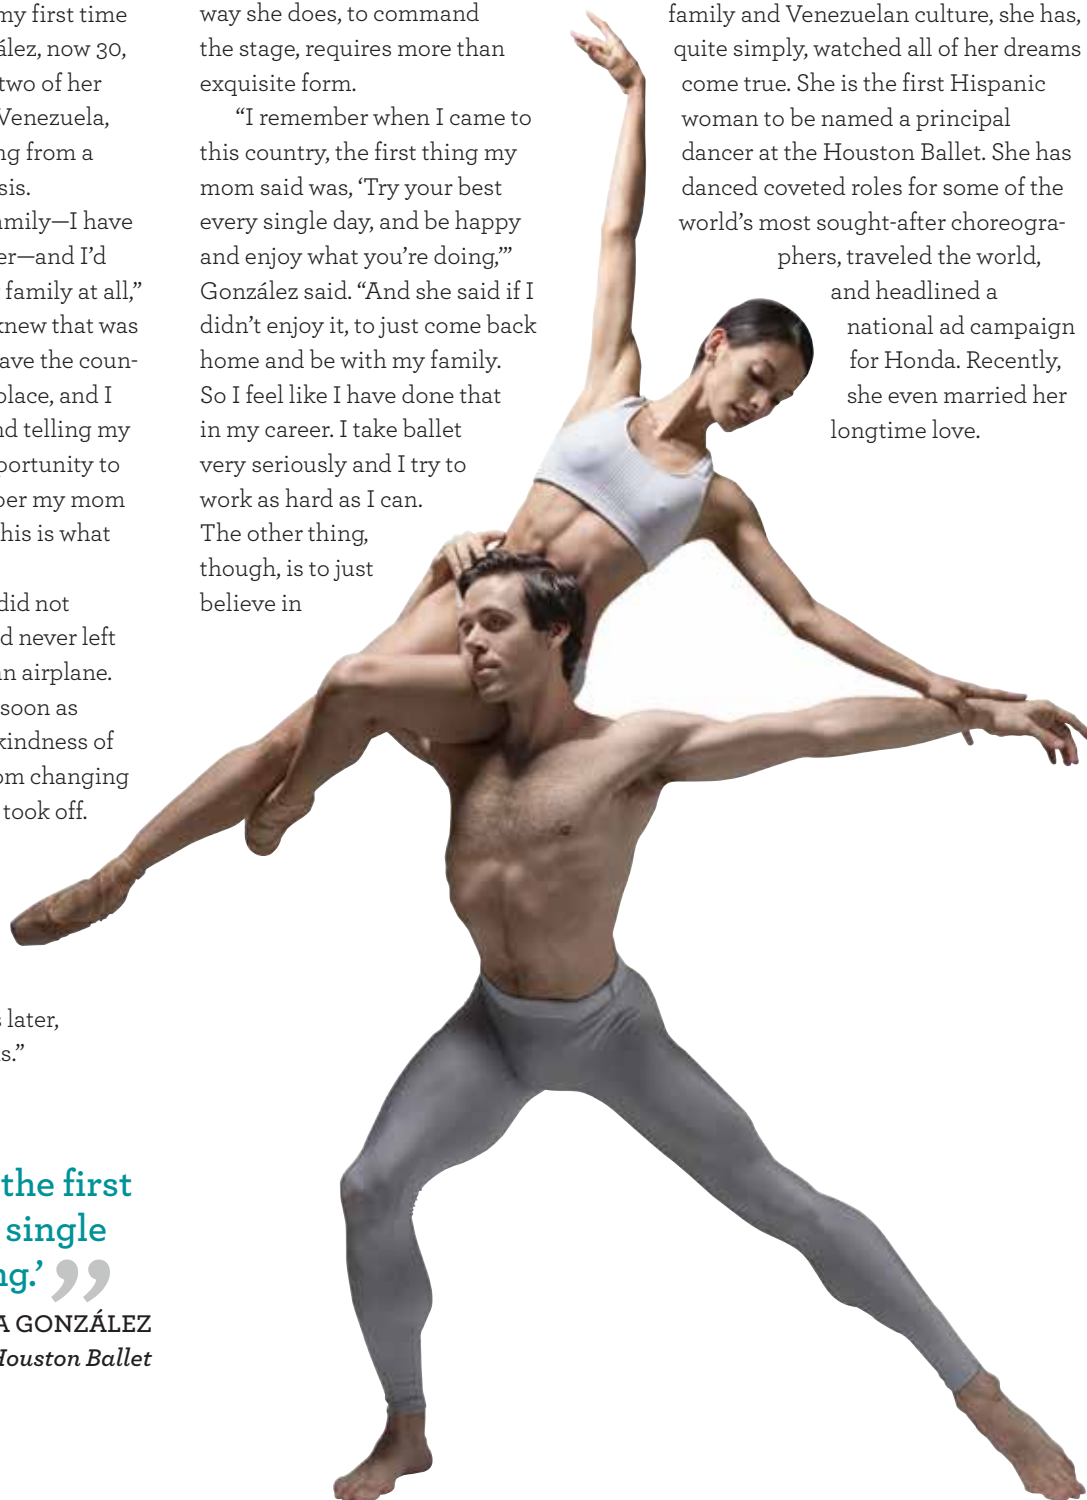 my first time
ález, now 30,
two of her
Venezuela,
ng from a
sis.
amily—I have
er—and I’d
family at all,”
knew that was
ave the coun-
place, and I
nd telling my
portunity to
ber my mom
his is what
did not
d never left
an airplane.
soon as
kindness of
om changing
took off.
s later,
s.”
the first
single
ng.’ ”
A GONZÁLEZ
Houston Ballet
way she does, to command
the stage, requires more than
exquisite form.
“I remember when I came to
this country, the first thing my
mom said was, ‘Try your best
every single day, and be happy
and enjoy what you’re doing,’”
González said. “And she said if I
didn’t enjoy it, to just come back
home and be with my family.
So I feel like I have done that
in my career. I take ballet
very seriously and I try to
work as hard as I can.
The other thing,
though, is to just
believe in
family and Venezuelan culture, she has,
quite simply, watched all of her dreams
come true. She is the first Hispanic
woman to be named a principal
dancer at the Houston Ballet. She has
danced coveted roles for some of the
world’s most sought-after choreogra-
phers, traveled the world,
and headlined a
national ad campaign
for Honda. Recently,
she even married her
longtime love.